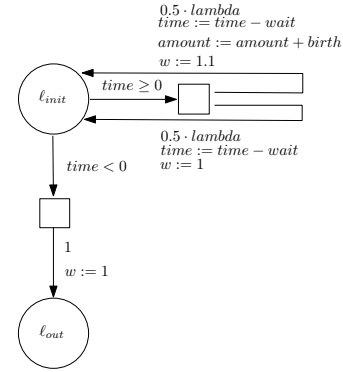 0.5 · lambda
time := time − wait
amount := amount + birth
w := 1.1
ℓinit
time ≥ 0
0.5 · lambda
time := time − wait
w := 1
time < 0
1
w := 1
ℓout